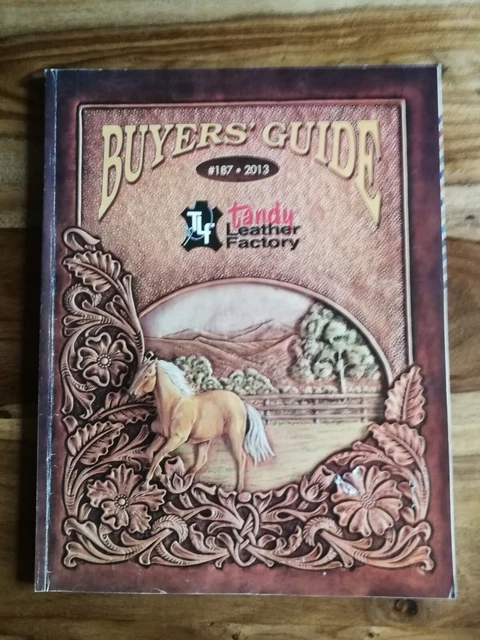 BUYERS' GUIDE
#187 • 2013
TLF
tandy
Leather
Factory